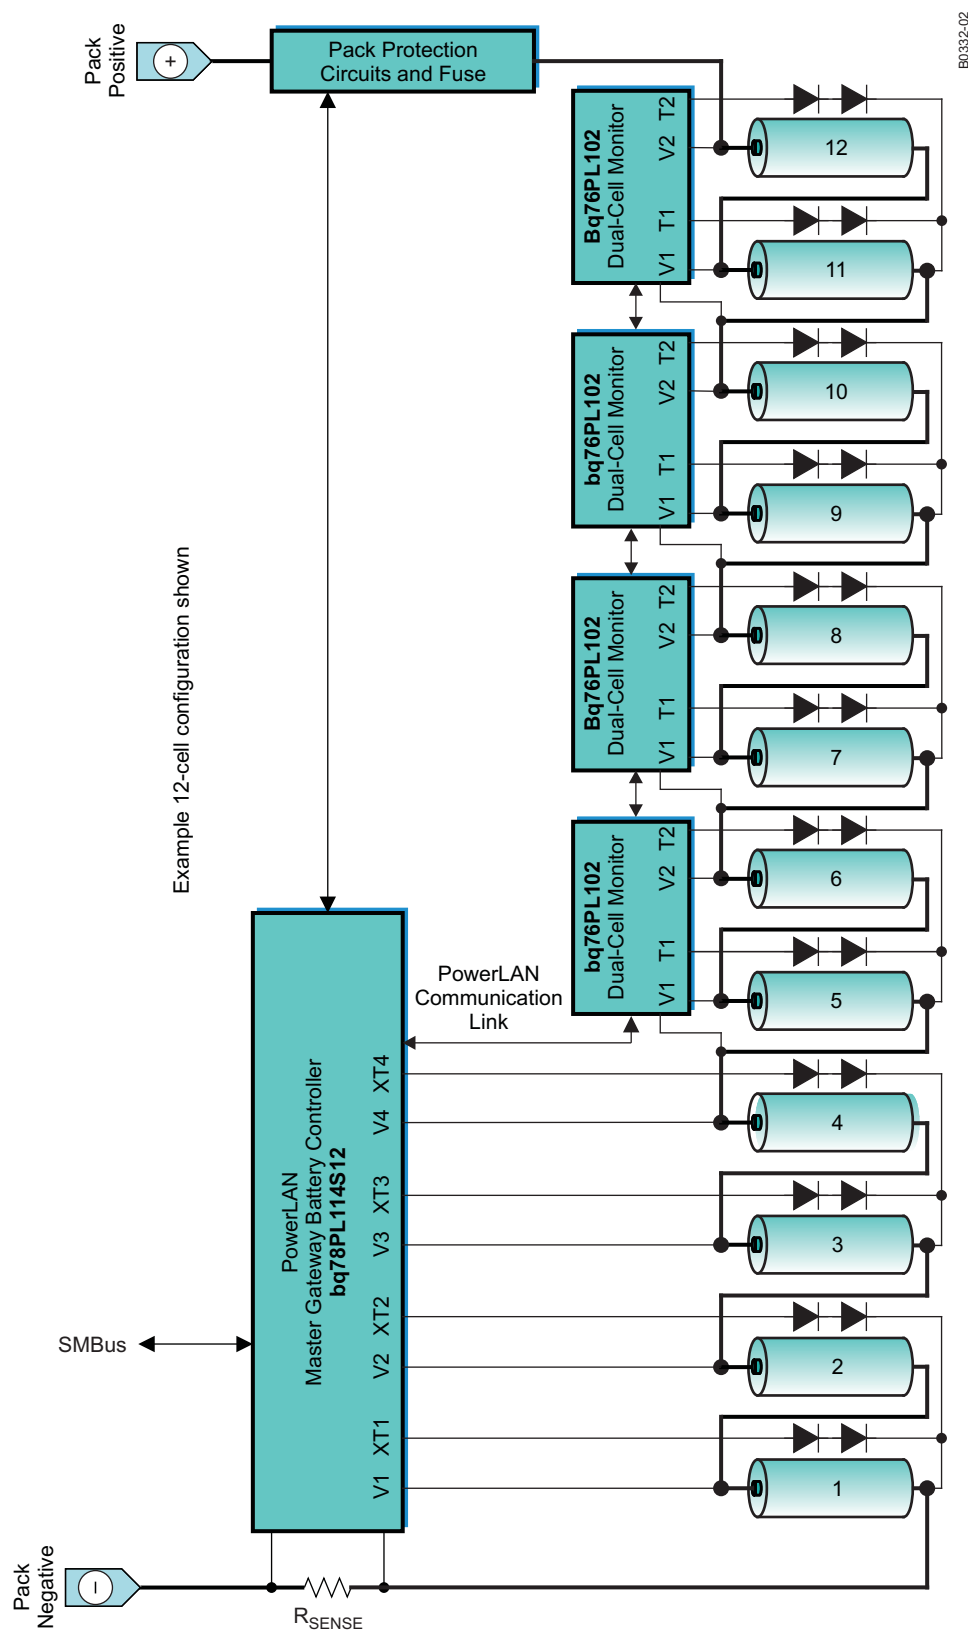 B0332-02
Pack
Positive
Pack Protection
Circuits and Fuse
Bq76PL102
Dual-Cell Monitor
T2
V2
T1
V1
12
11
bq76PL102
Dual-Cell Monitor
T2
V2
T1
V1
10
9
Example 12-cell configuration shown
Bq76PL102
Dual-Cell Monitor
T2
V2
T1
V1
8
7
bq76PL102
Dual-Cell Monitor
T2
V2
T1
V1
6
5
PowerLAN
Communication
Link
PowerLAN
Master Gateway Battery Controller
bq78PL114S12
XT4
V4
XT3
V3
XT2
V2
XT1
V1
4
3
2
1
SMBus
Pack
Negative
RSENSE